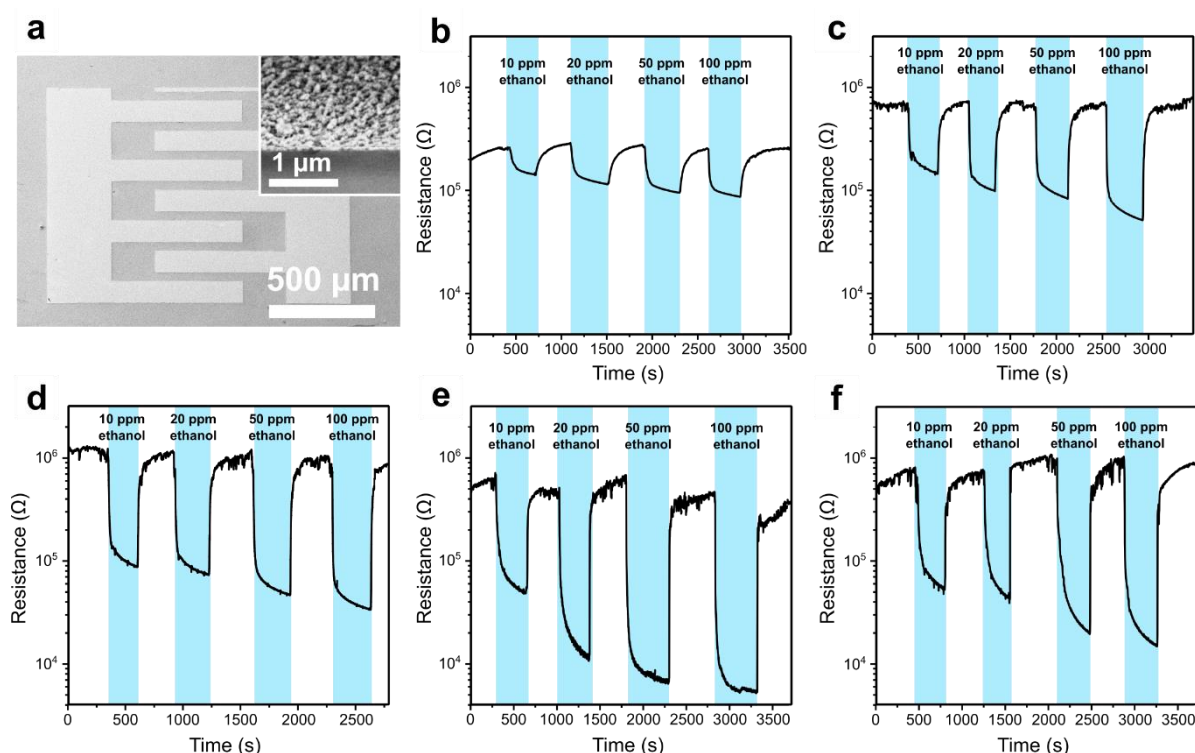 a
1 µm
500 µm
b
10 ppm 20 ppm 50 ppm 100 ppm
ethanol ethanol ethanol ethanol
Resistance (Ω)
10⁶
10⁵
10⁴
0 500 1000 1500 2000 2500 3000 3500
Time (s)
c
10 ppm 20 ppm 50 ppm 100 ppm
ethanol ethanol ethanol ethanol
Resistance (Ω)
10⁶
10⁵
10⁴
0 500 1000 1500 2000 2500 3000
Time (s)
d
10 ppm 20 ppm 50 ppm 100 ppm
ethanol ethanol ethanol ethanol
Resistance (Ω)
10⁶
10⁵
10⁴
0 500 1000 1500 2000 2500
Time (s)
e
10 ppm 20 ppm 50 ppm 100 ppm
ethanol ethanol ethanol ethanol
Resistance (Ω)
10⁶
10⁵
10⁴
0 500 1000 1500 2000 2500 3000 3500
Time (s)
f
10 ppm 20 ppm 50 ppm 100 ppm
ethanol ethanol ethanol ethanol
Resistance (Ω)
10⁶
10⁵
10⁴
0 500 1000 1500 2000 2500 3000 3500
Time (s)